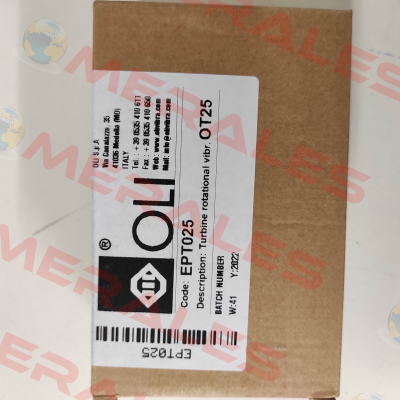 OLI S.p.A
Via Canalazzo, 35
41036 Medolla (MO)
ITALY
Tel. : + 39 0535 410 611
Fax : + 39 0535 410 650
Web: www.olivibra.com
Mail: info@olivibra.com
OLI
®
Code: EPT025
Description: Turbine rotational vibr. OT25
BATCH NUMBER
W:41 Y:2022
EPT025
MERALES
MERALES
MERALES